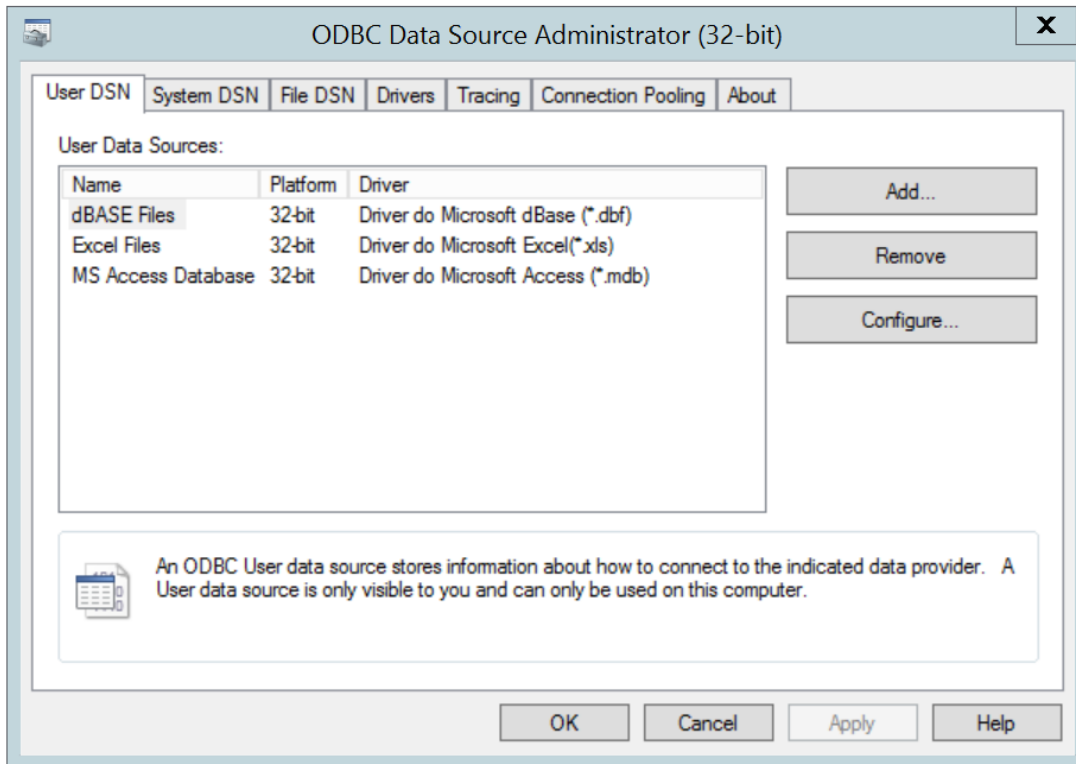 ODBC Data Source Administrator (32-bit)
X
User DSN System DSN File DSN Drivers Tracing Connection Pooling About
User Data Sources:
Name Platform Driver
dBASE Files 32-bit Driver do Microsoft dBase (*.dbf)
Excel Files 32-bit Driver do Microsoft Excel(*.xls)
MS Access Database 32-bit Driver do Microsoft Access (*.mdb)
Add...
Remove
Configure...
An ODBC User data source stores information about how to connect to the indicated data provider. A
User data source is only visible to you and can only be used on this computer.
OK Cancel Apply Help